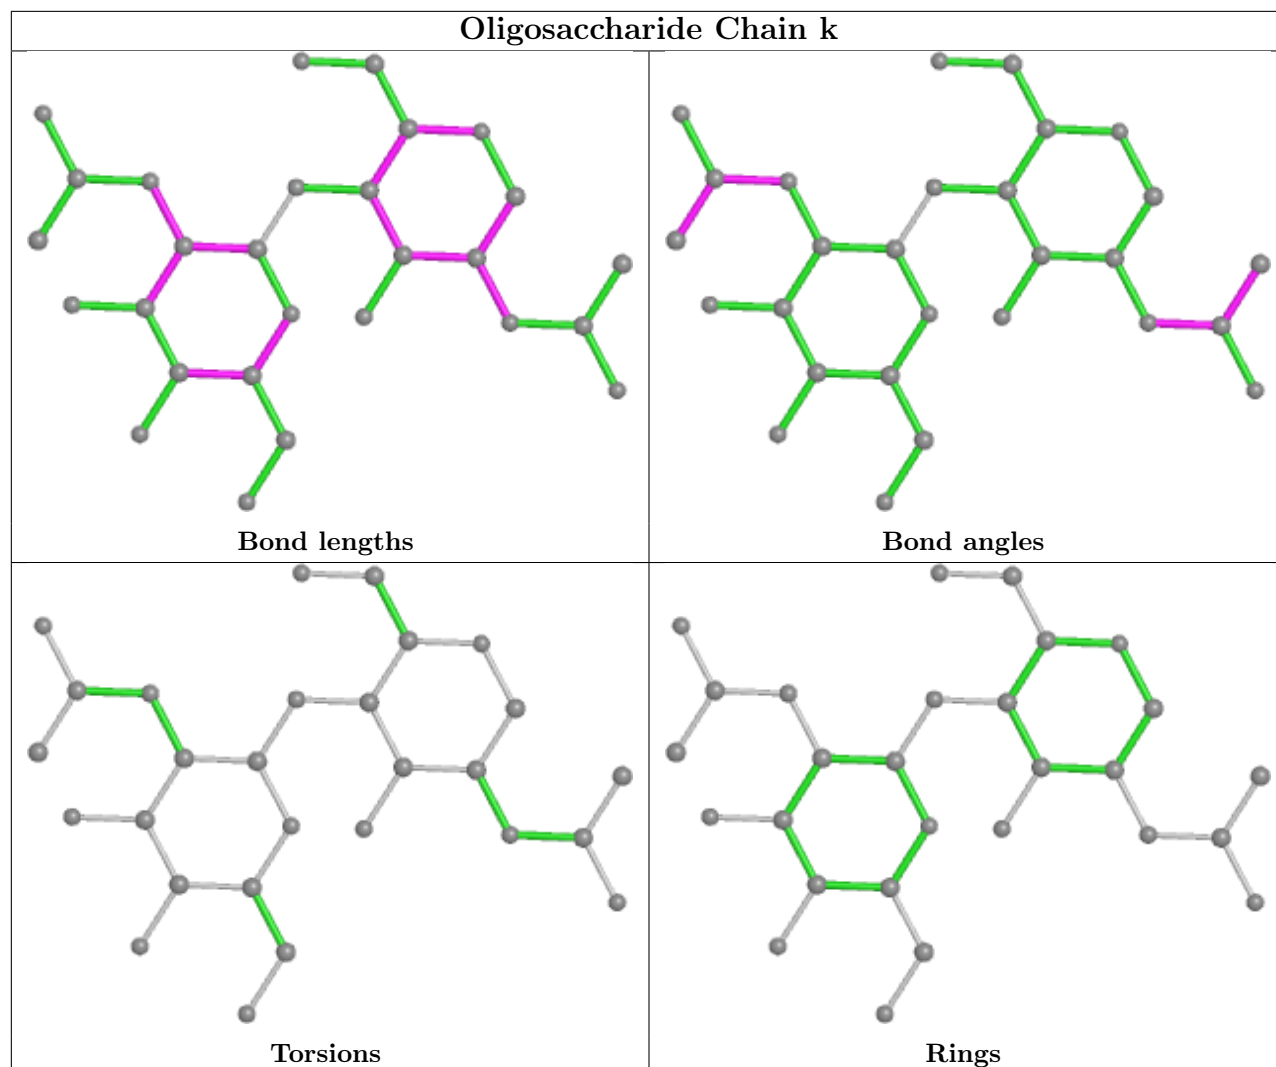 Oligosaccharide Chain k
Bond lengths
Bond angles
Torsions
Rings